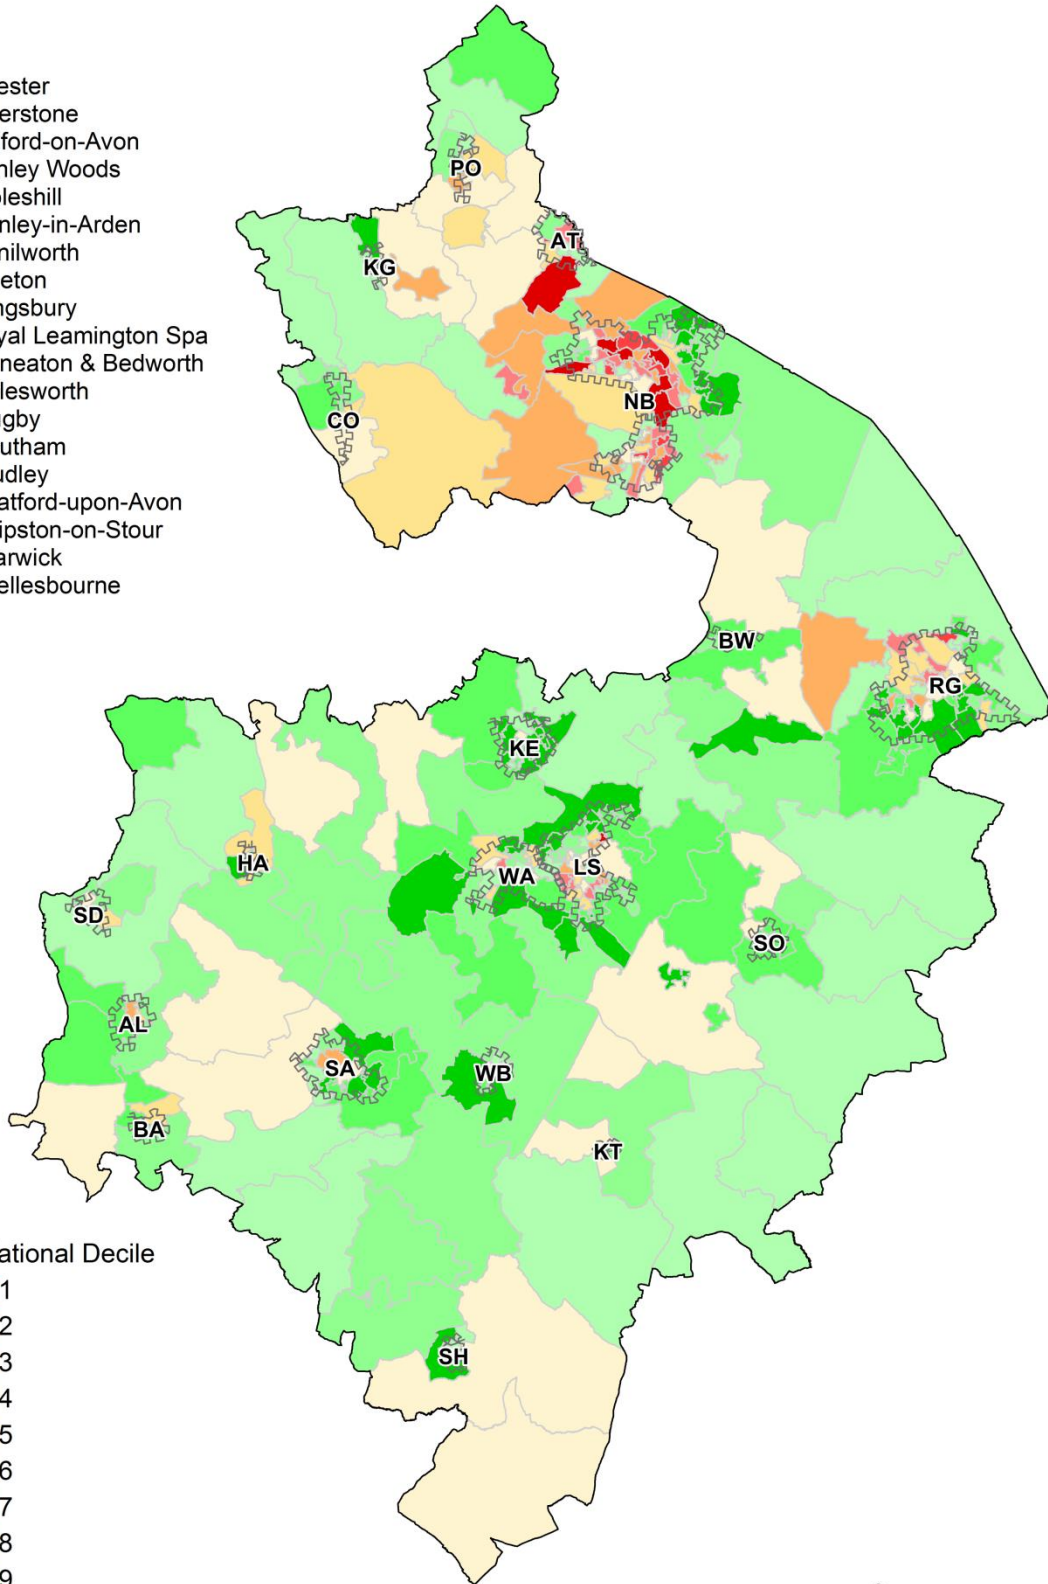 ester
erstone
ford-on-Avon
nley Woods
leshill
nley-in-Arden
nilworth
eton
ngsbury
yal Leamington Spa
neaton & Bedworth
lesworth
gby
utham
udley
atford-upon-Avon
ipston-on-Stour
arwick
ellesbourne
PO
AT
KG
NB
CO
BW
RG
KE
HA
WA
LS
SD
SO
AL
SA
WB
BA
KT
SH
ational Decile
1
2
3
4
5
6
7
8
9